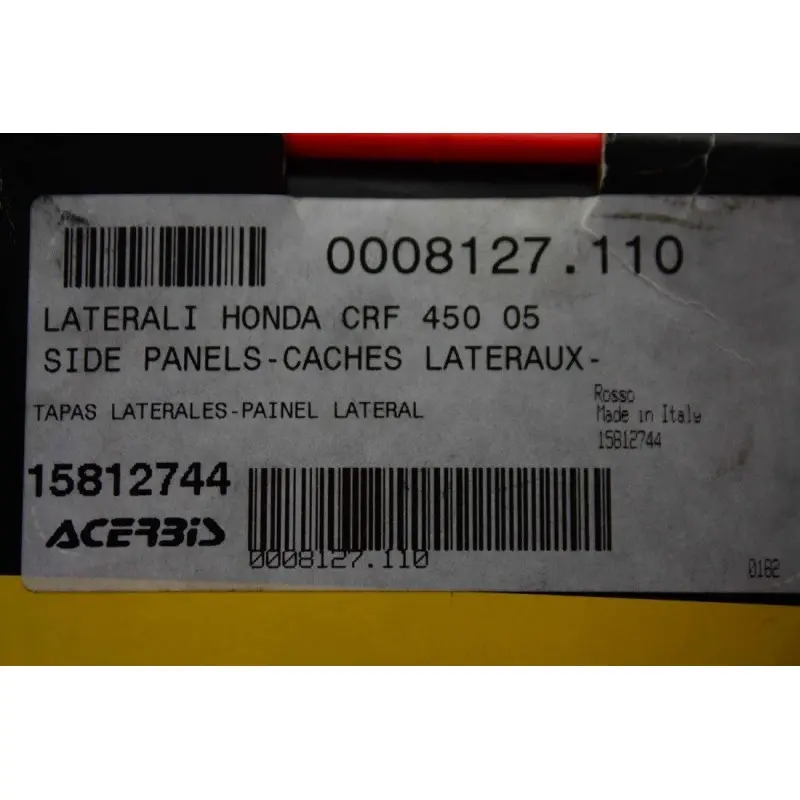 0008127.110
LATERALI HONDA CRF 450 05
SIDE PANELS-CACHES LATERAUX-
TAPAS LATERALES-PAINEL LATERAL
Rosso
Made in Italy
15812744
15812744
ACERBIS
0008127.110
0182